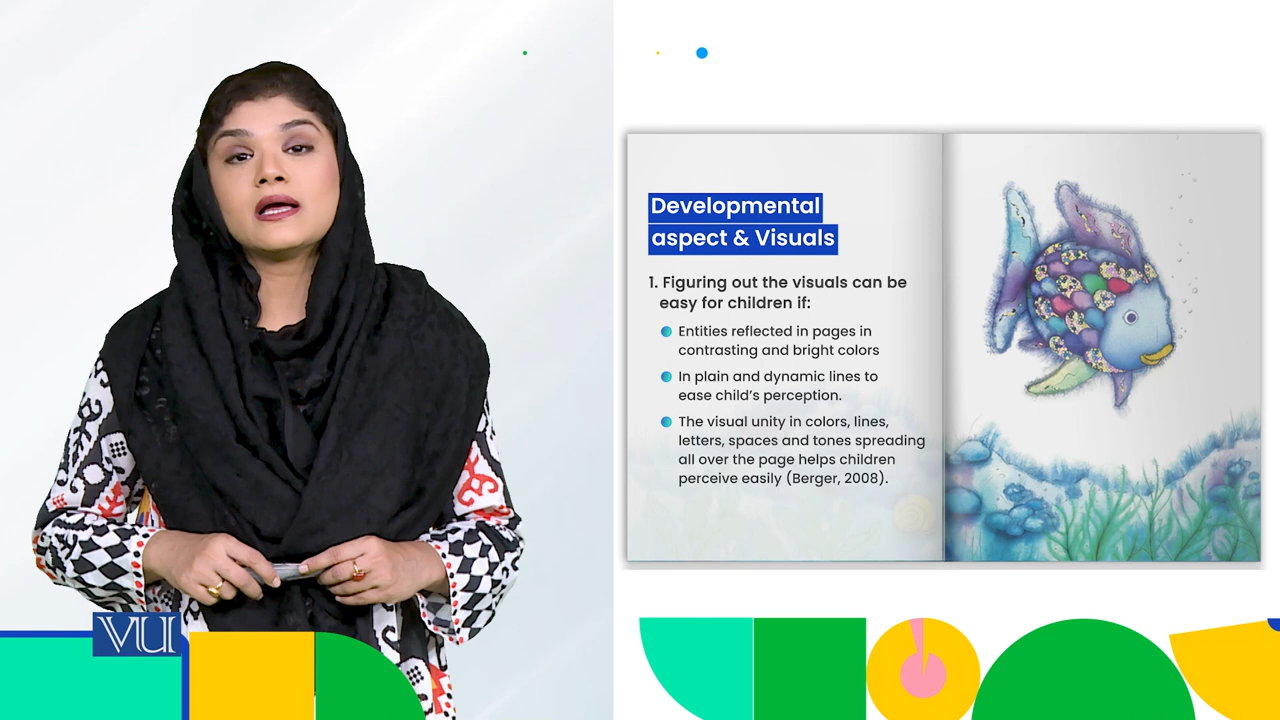 Developmental
aspect & Visuals
1. Figuring out the visuals can be
easy for children if:
Entities reflected in pages in
contrasting and bright colors
In plain and dynamic lines to
ease child's perception.
The visual unity in colors, lines,
letters, spaces and tones spreading
all over the page helps children
perceive easily (Berger, 2008).
VU